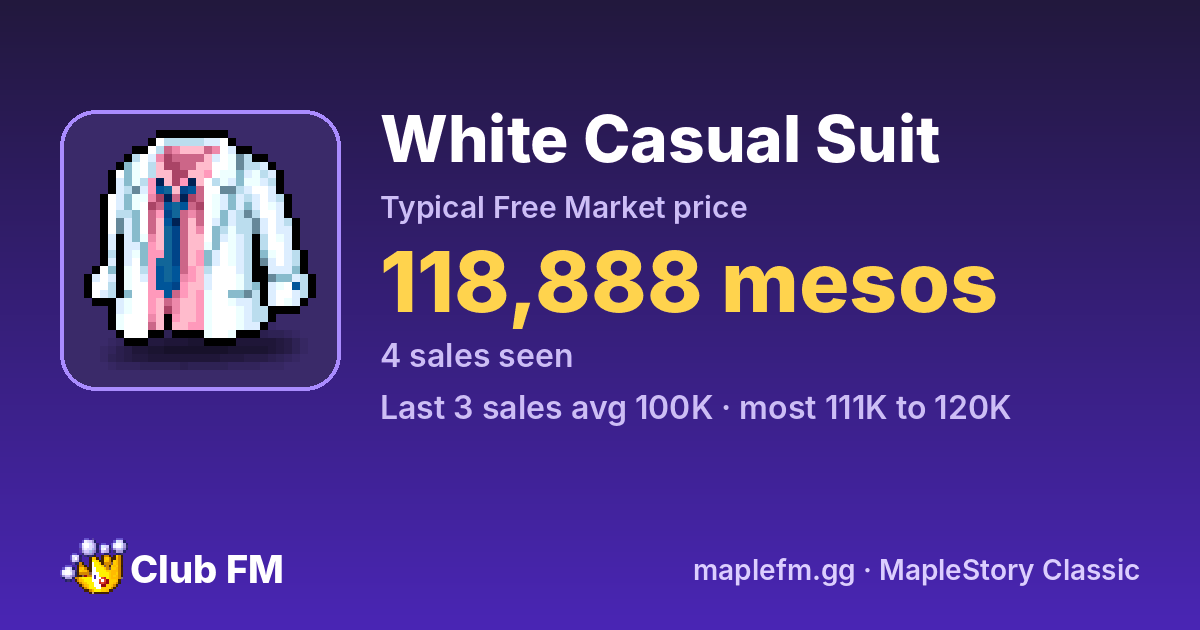 White Casual Suit
Typical Free Market price
118,888 mesos
4 sales seen
Last 3 sales avg 100K · most 111K to 120K
Club FM
maplefm.gg · MapleStory Classic